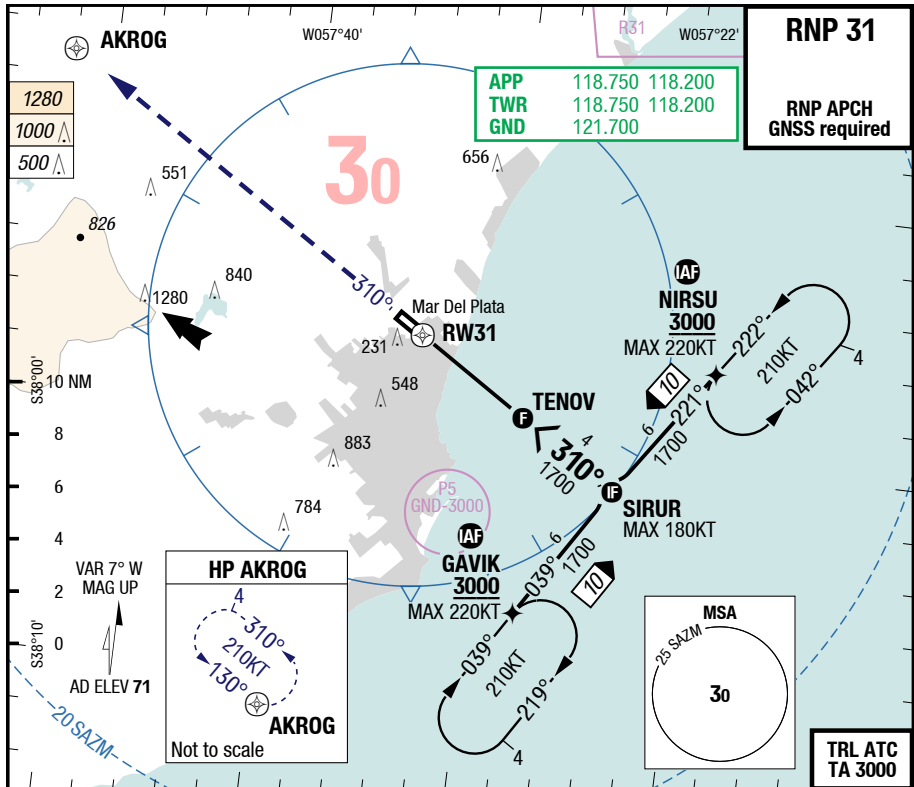 AKROG
W057°40'
R31
W057°22'
RNP 31
RNP APCH
GNSS required
APP 118.750 118.200
TWR 118.750 118.200
GND 121.700
1280
1000
500
30
551
656
826
840
1280
310°
Mar Del Plata
RW31
231
548
883
784
IAF
NIRSU
3000
MAX 220KT
222°
210KT
042°
4
10
221°
6
1700
S38°00'
10 NM
8
6
4
2
0
S38°10'
F
TENOV
4
310°
1700
IF
SIRUR
MAX 180KT
P5
GND-3000
IAF
GAVIK
3000
MAX 220KT
6
1700
039°
10
039°
210KT
219°
4
VAR 7° W
MAG UP
AD ELEV 71
20 SAZM
HP AKROG
4
310°
210KT
130°
AKROG
Not to scale
MSA
25 SAZM
30
TRL ATC
TA 3000